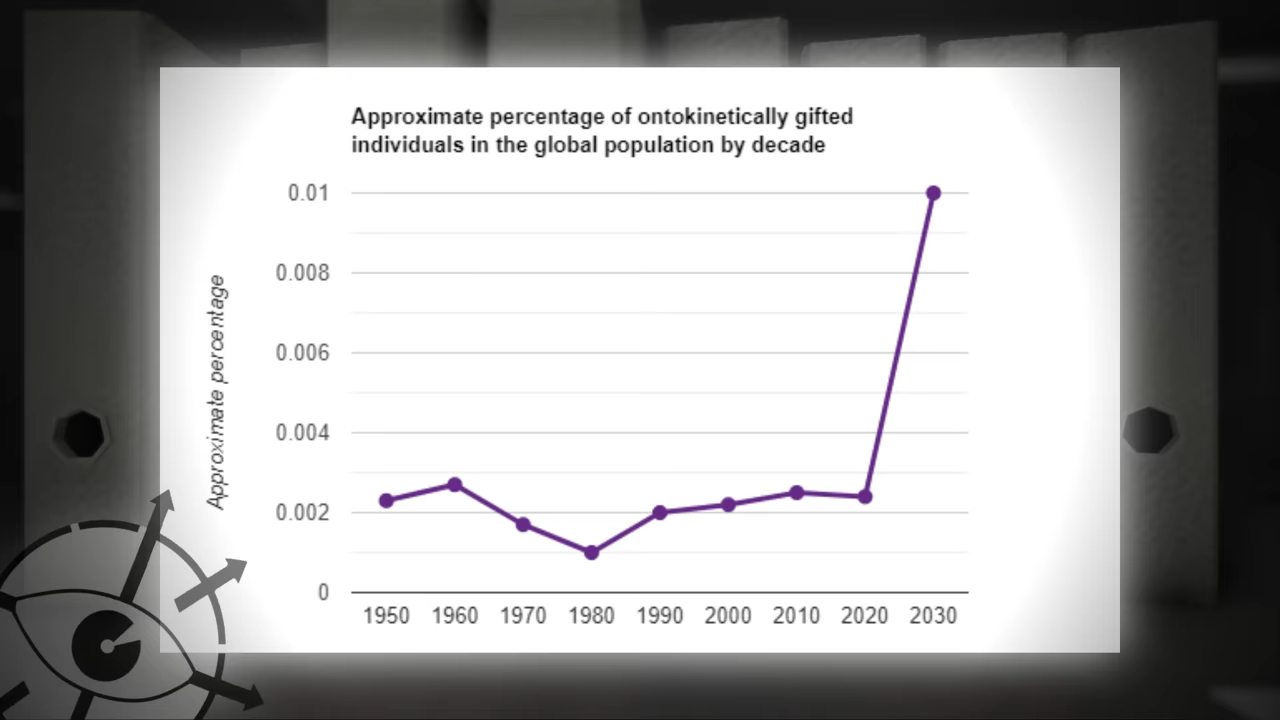 Approximate percentage of ontokinetically gifted
individuals in the global population by decade
Approximate percentage
0.01
0.008
0.006
0.004
0.002
0
1950 1960 1970 1980 1990 2000 2010 2020 2030